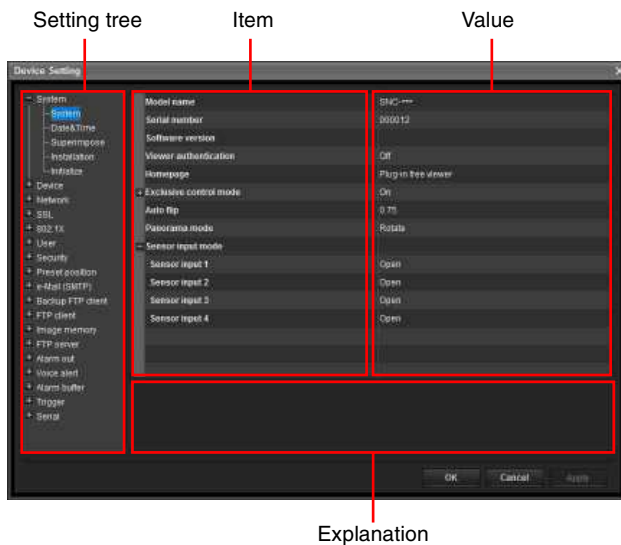 Setting tree Item Value
Device Setting
System
System
Date&Time
Superimpose
Installation
Initialize
Device
Network
SSL
802.1X
User
Security
Preset position
e-Mail (SMTP)
Backup FTP client
FTP client
Image memory
FTP server
Alarm out
Voice alert
Alarm buffer
Trigger
Serial
Model name SNC-***
Serial number 000012
Software version
Viewer authentication Off
Homepage Plug-in free viewer
Exclusive control mode On
Auto flip 0.75
Panorama mode Rotate
Sensor input mode
Sensor input 1 Open
Sensor input 2 Open
Sensor input 3 Open
Sensor input 4 Open
OK Cancel Apply
Explanation